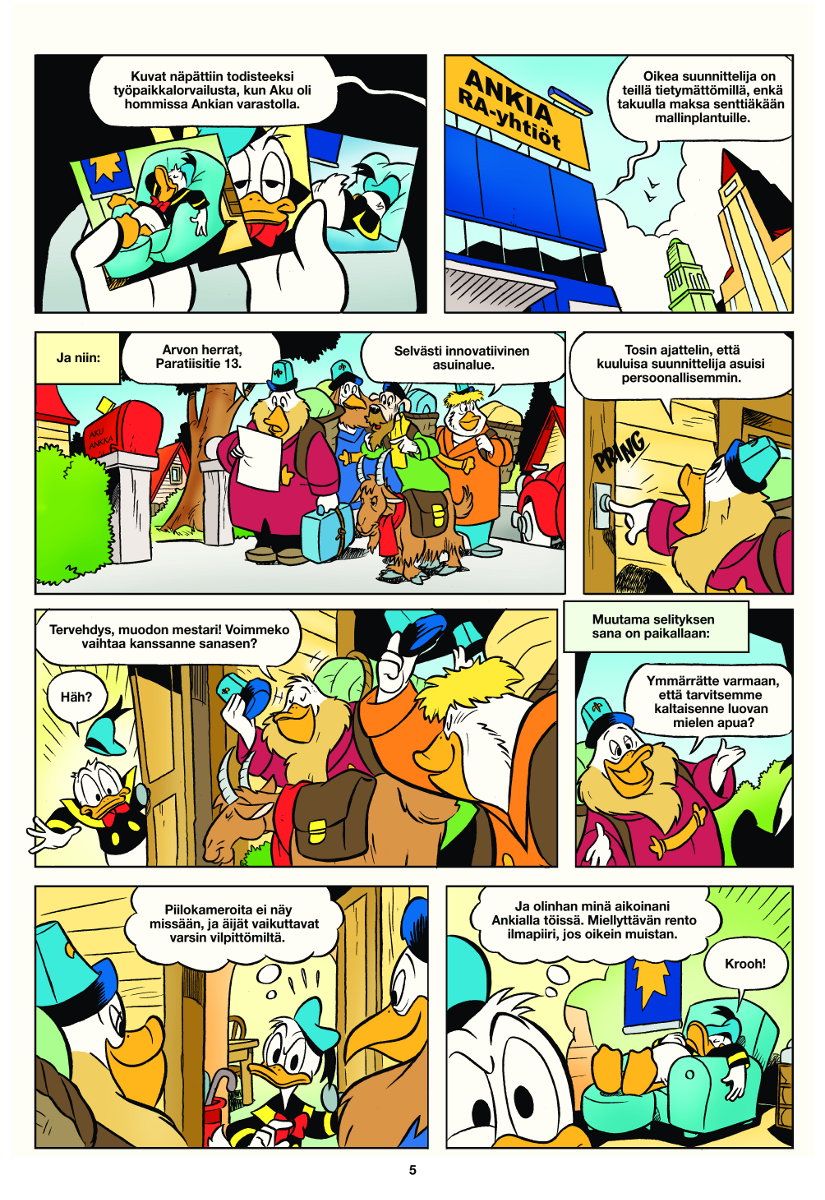 Kuvat näpättiin todisteeksi
työpaikkalorvailusta, kun Aku oli
hommissa Ankian varastolla.
ANKIA
RA-yhtiöt
Oikea suunnittelija on
teillä tietymättömillä, enkä
takuulla maksa senttiäkään
mallinplantuille.
Ja niin:
Arvon herrat,
Paratiisitie 13.
Selvästi innovatiivinen
asuinalue.
AKU
ANKKA
Tosin ajattelin, että
kuuluisa suunnittelija asuisi
persoonallisemmin.
PRING
Tervehdys, muodon mestari! Voimmeko
vaihtaa kanssanne sanasen?
Häh?
Muutama selityksen
sana on paikallaan:
Ymmärrätte varmaan,
että tarvitsemme
kaltaisenne luovan
mielen apua?
Piilokameroita ei näy
missään, ja äijät vaikuttavat
varsin vilpittömiltä.
Ja olinhan minä aikoinani
Ankialla töissä. Miellyttävän rento
ilmapiiri, jos oikein muistan.
Krooh!
5